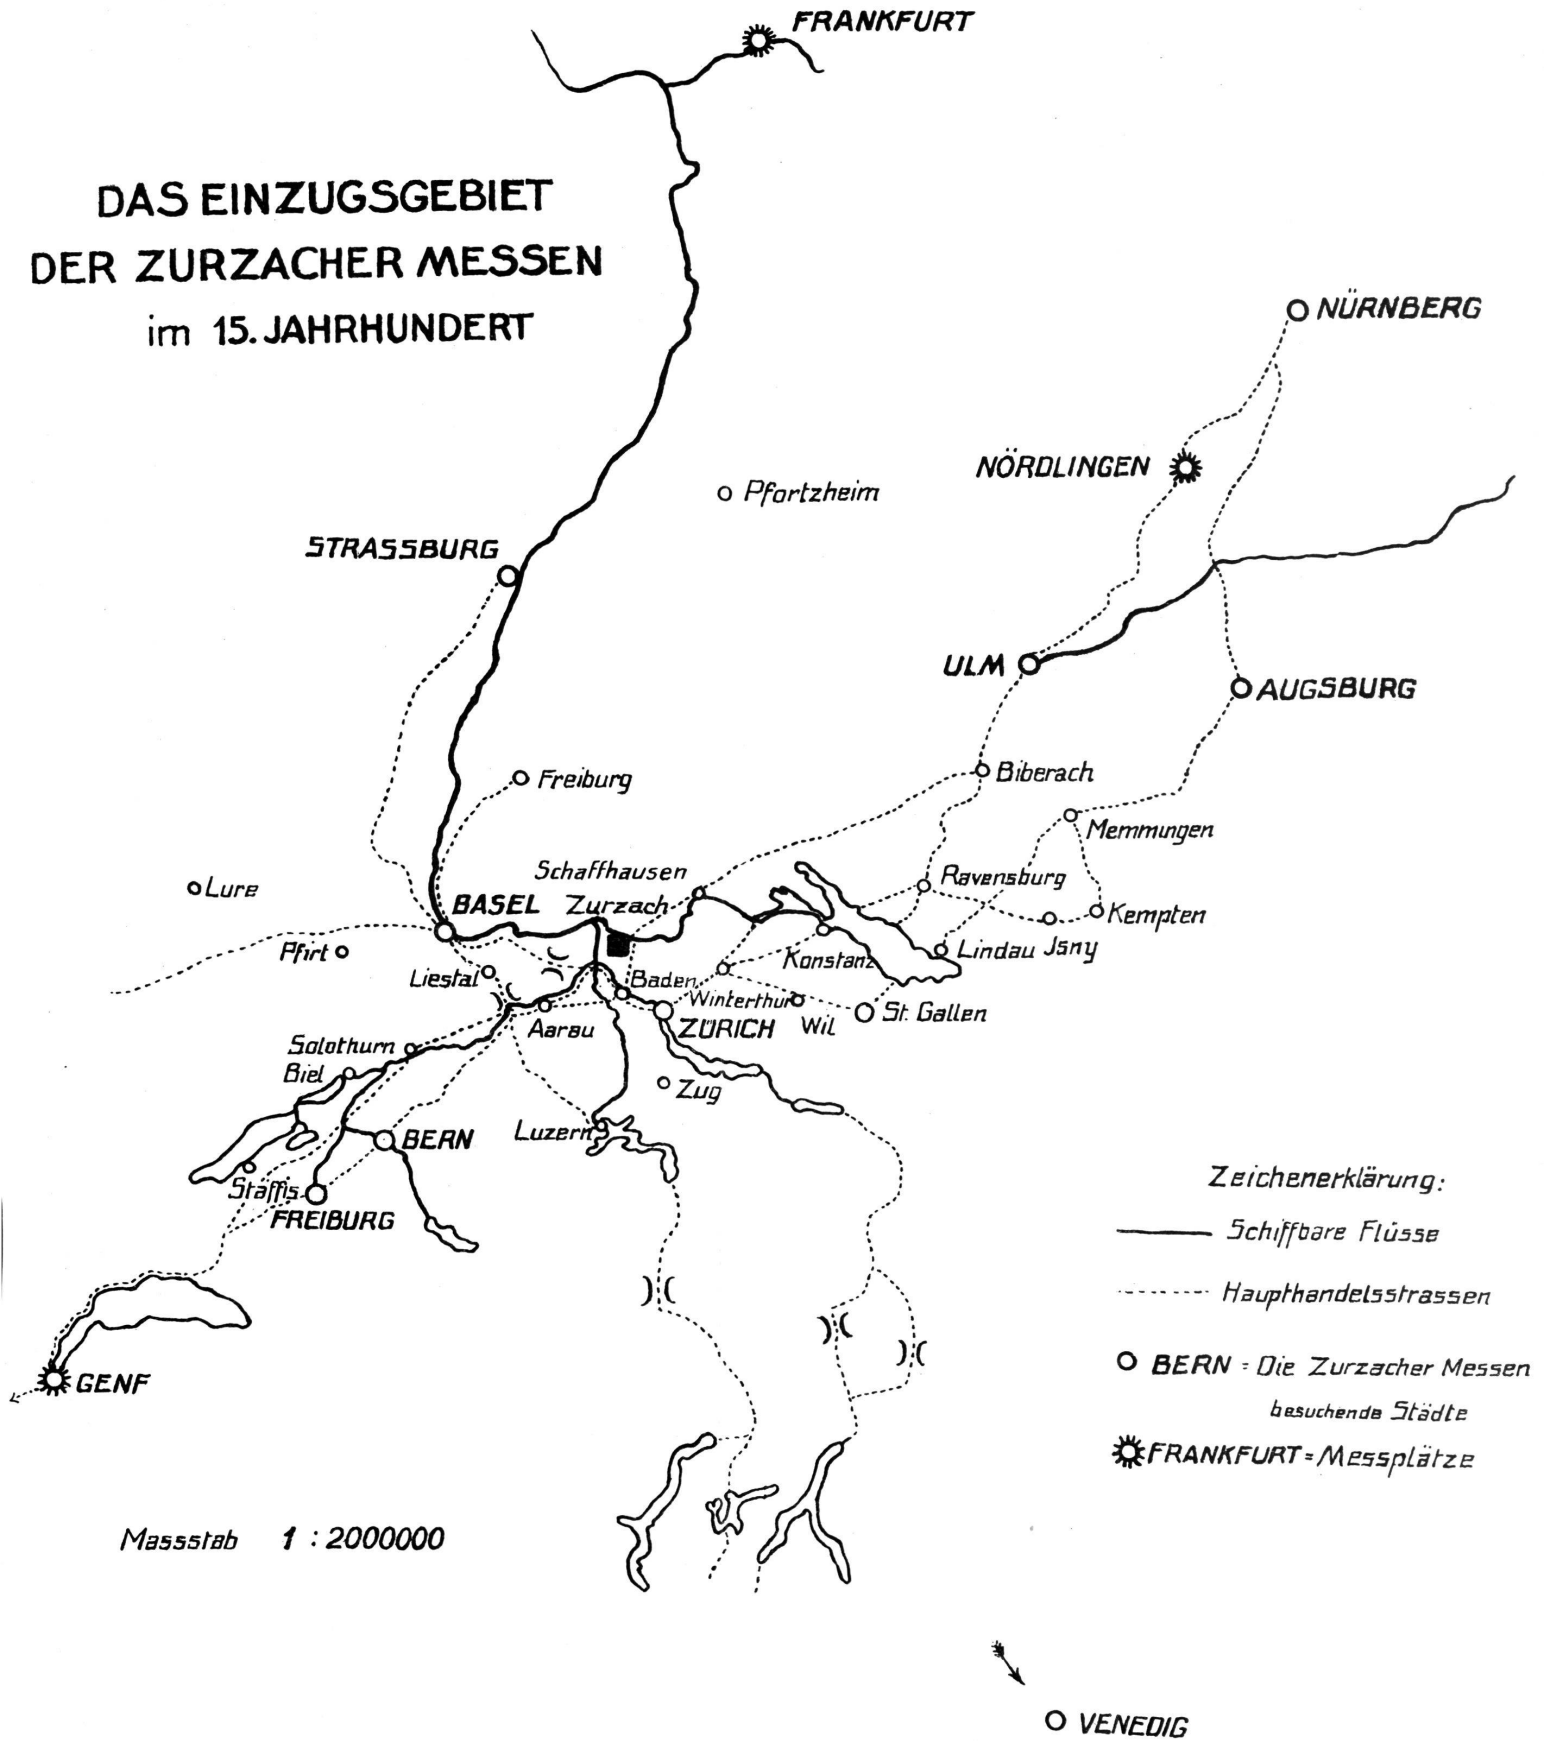 FRANKFURT
DAS EINZUGSGEBIET
DER ZURZACHER MESSEN
im 15. JAHRHUNDERT
NÜRNBERG
NÖRDLINGEN
Pfortzheim
STRASSBURG
ULM
AUGSBURG
Freiburg
Biberach
Memmungen
Schaffhausen
Ravensburg
Lure
BASEL
Zurzach
Kempten
Pfirt
Konstanz
Lindau
Jsny
Liestal
Baden
Winterthur
Aarau
ZÜRICH
Wil
St. Gallen
Solothurn
Biel
Zug
BERN
Luzern
Stäffis
FREIBURG
Zeichenerklärung:
Schiffbare Flüsse
Haupthandelsstrassen
GENF
BERN = Die Zurzacher Messen
besuchende Städte
FRANKFURT = Messplätze
Massstab 1 : 2000000
VENEDIG